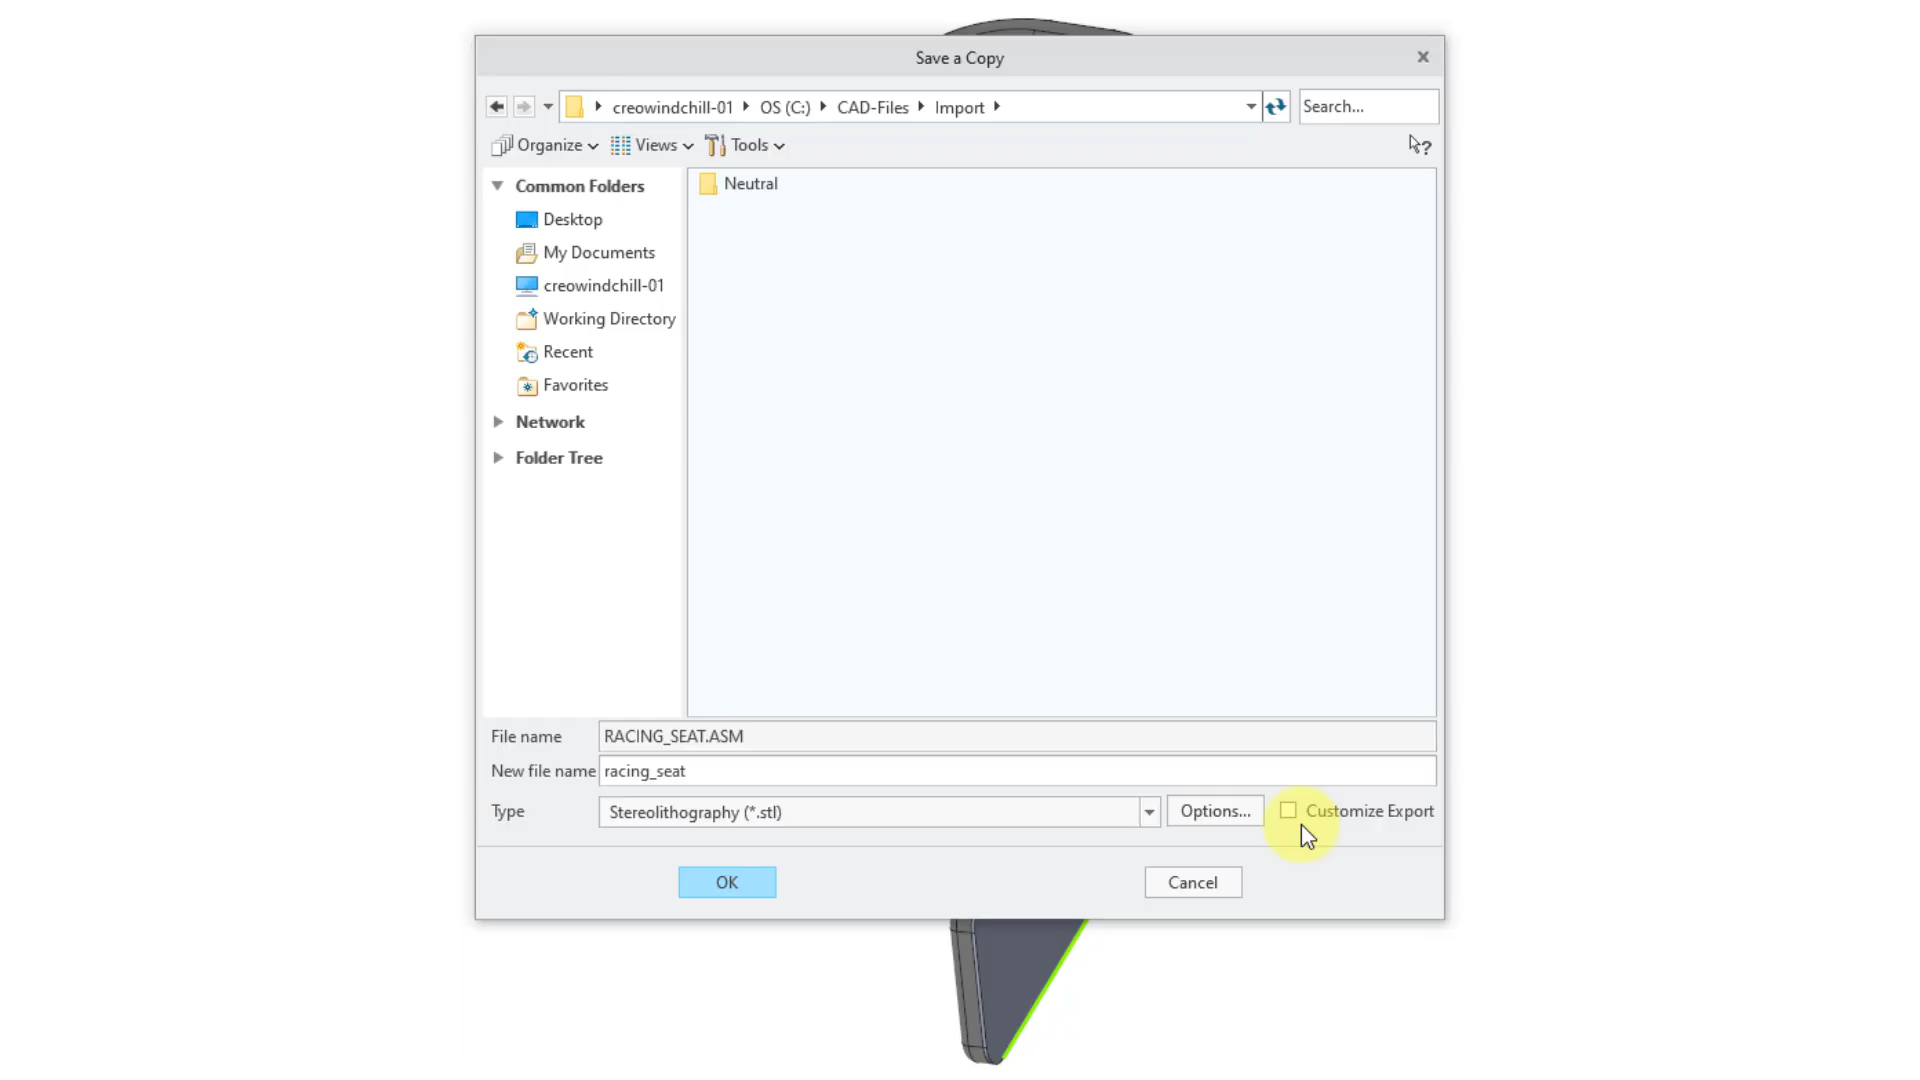 Save a Copy
creowindchill-01 OS (C:) CAD-Files Import
Search...
Organize Views Tools
?
Common Folders
Desktop
My Documents
creowindchill-01
Working Directory
Recent
Favorites
Network
Folder Tree
Neutral
File name RACING_SEAT.ASM
New file name racing_seat
Type Stereolithography (*.stl) Options... Customize Export
OK Cancel